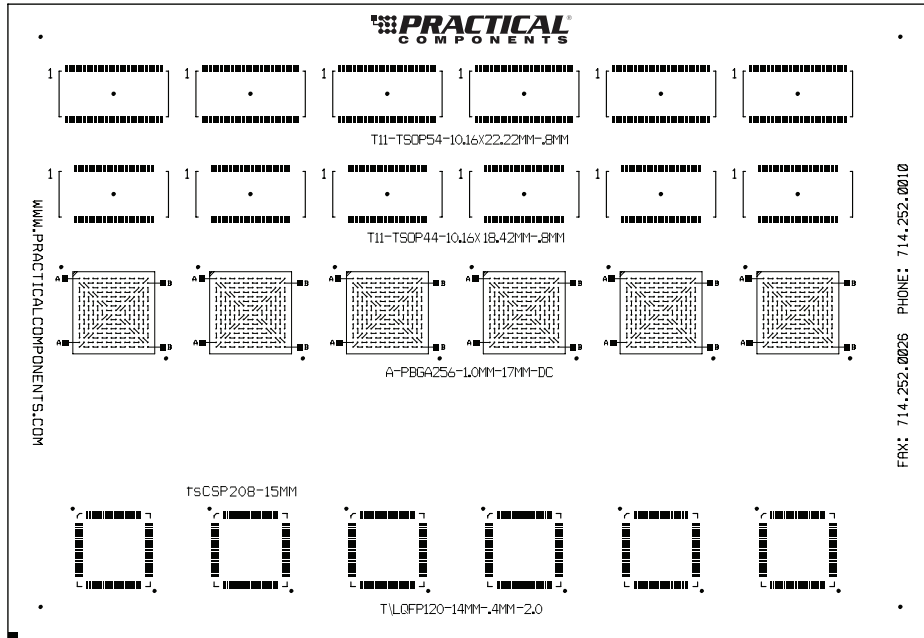 PRACTICAL
COMPONENTS
1 1 1 1 1 1
T11-TSOP54-10.16X22.22MM-.8MM
1 1 1 1 1 1
T11-TSOP44-10.16X18.42MM-.8MM
A B A B A B A B A B A B
A B A B A B A B A B A B
A-PBGA256-1.0MM-17MM-DC
tsCSP208-15MM
T\LQFP120-14MM-.4MM-2.0
WWW.PRACTICALCOMPONENTS.COM
FAX: 714.252.0026 PHONE: 714.252.0010